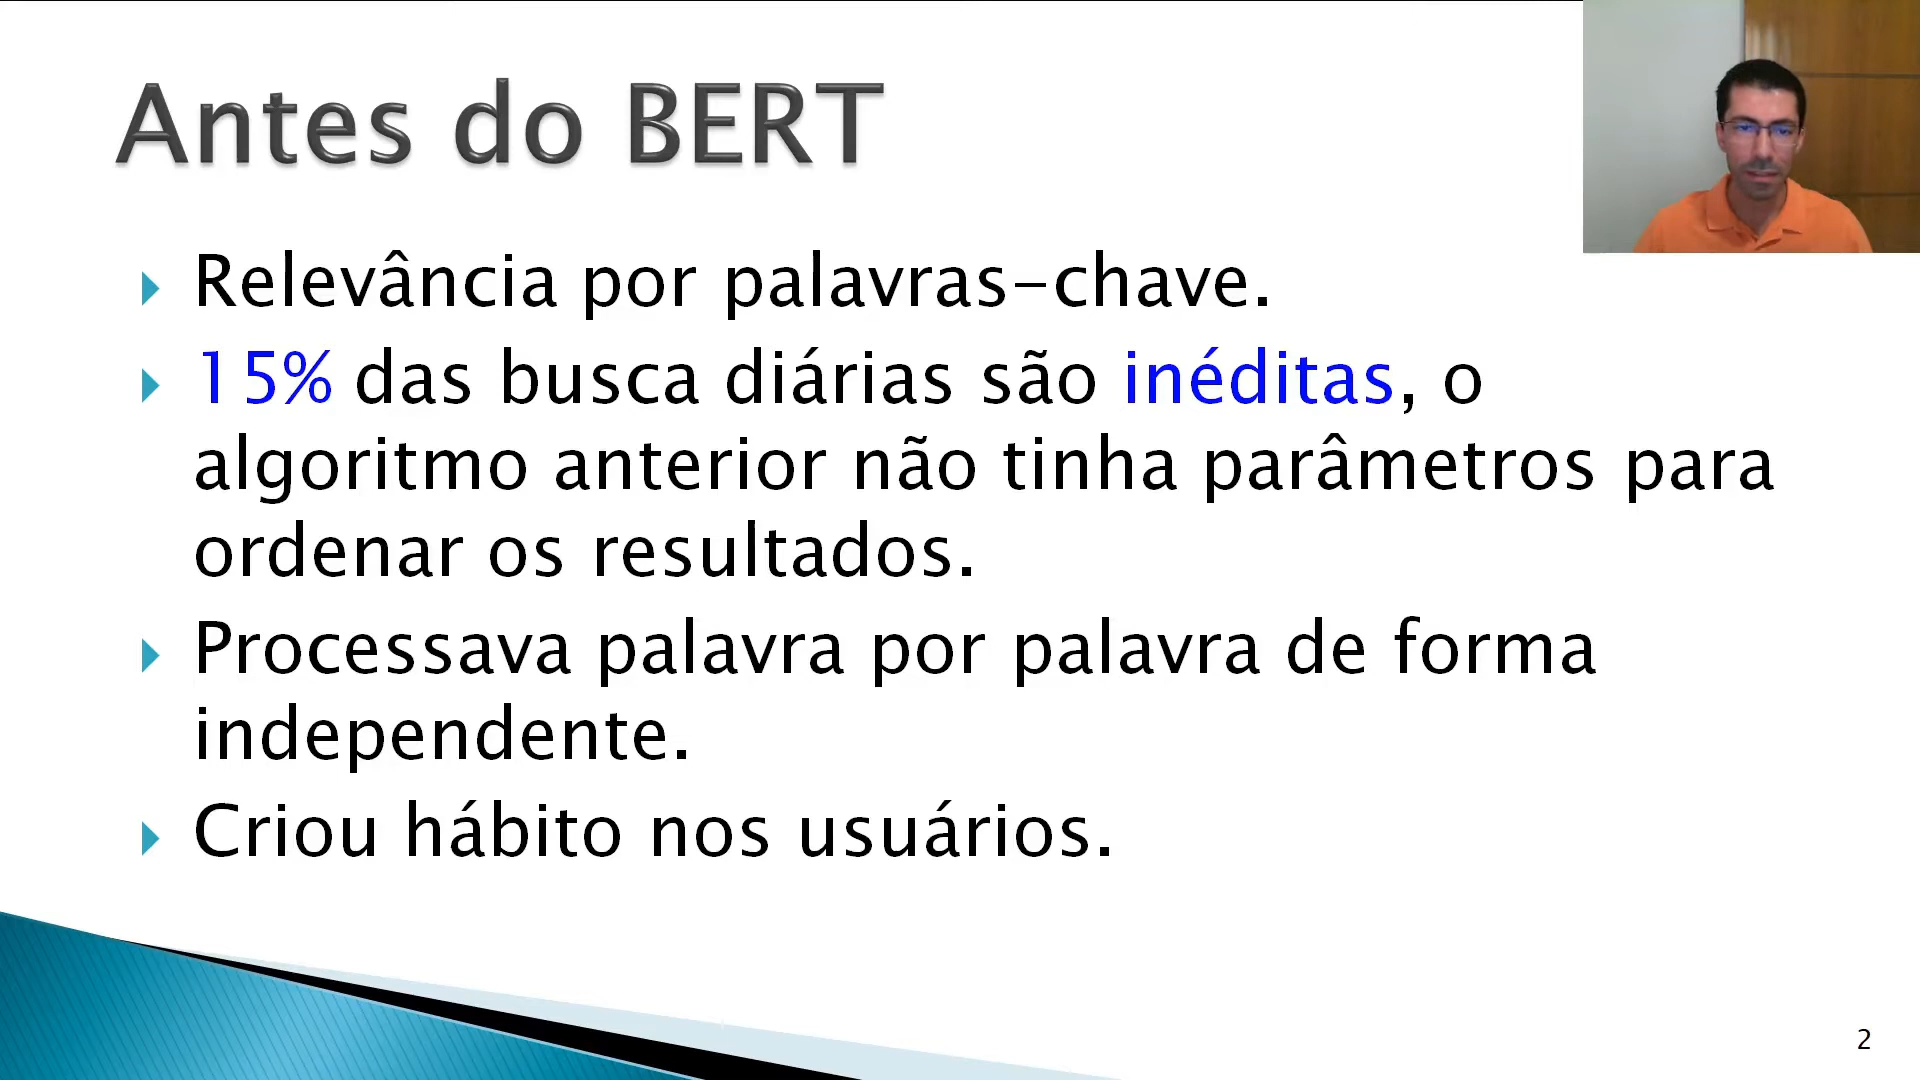 Antes do BERT
Relevância por palavras-chave.
15% das busca diárias são inéditas, o
algoritmo anterior não tinha parâmetros para
ordenar os resultados.
Processava palavra por palavra de forma
independente.
Criou hábito nos usuários.
2